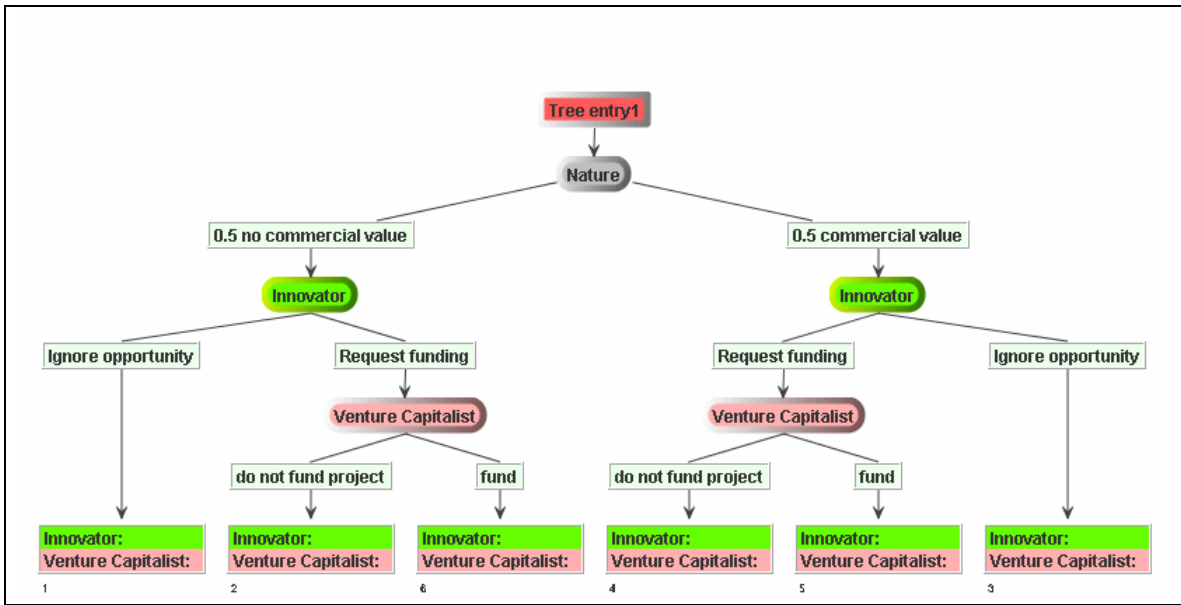 Tree entry1
Nature
0.5 no commercial value
0.5 commercial value
Innovator
Innovator
Ignore opportunity
Request funding
Request funding
Ignore opportunity
Venture Capitalist
Venture Capitalist
do not fund project
fund
do not fund project
fund
Innovator:
Venture Capitalist:
1
Innovator:
Venture Capitalist:
2
Innovator:
Venture Capitalist:
6
Innovator:
Venture Capitalist:
4
Innovator:
Venture Capitalist:
5
Innovator:
Venture Capitalist:
3